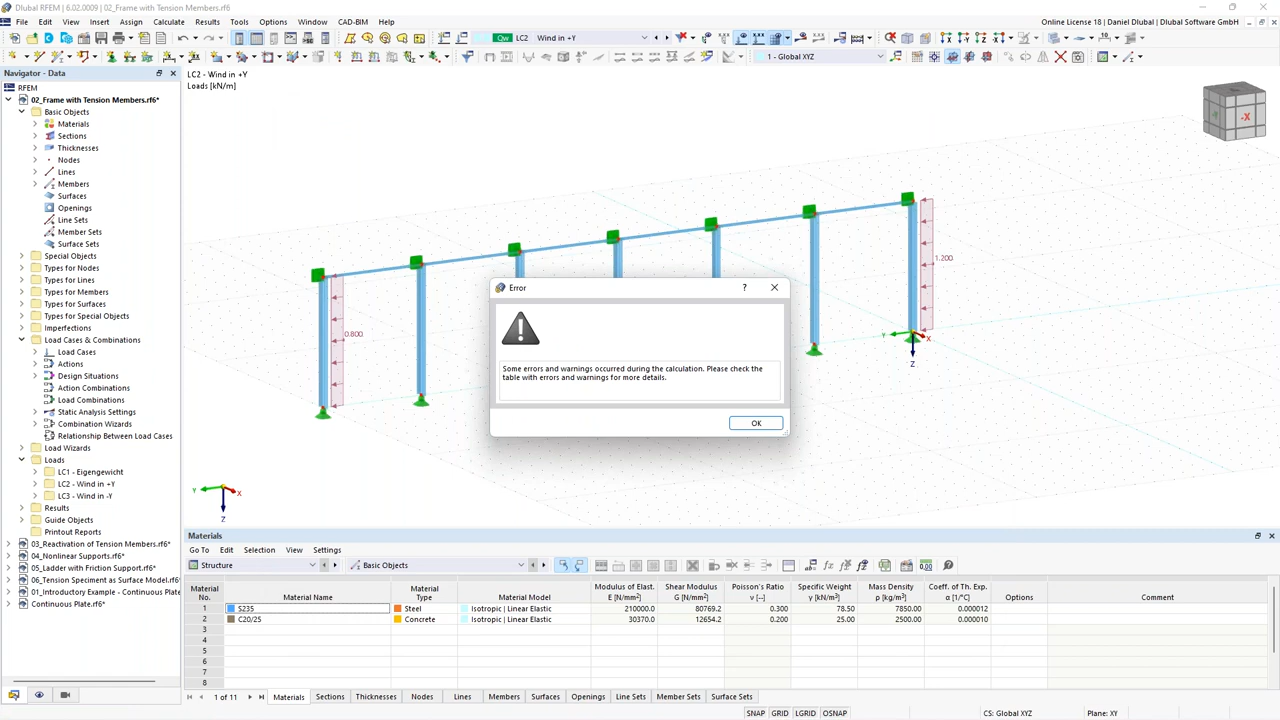 Dlubal RFEM | 6.02.0009 | 02_Frame with Tension Members.rf6*
File Edit View Insert Assign Calculate Results Tools Options Window CAD-BIM Help
Online License 18 | Daniel Dlubal | Dlubal Software GmbH
Qw LC2 Wind in +Y
1 - Global XYZ
Navigator - Data
RFEM
02_Frame with Tension Members.rf6*
Basic Objects
Materials
Sections
Thicknesses
Nodes
Lines
Members
Surfaces
Openings
Line Sets
Member Sets
Surface Sets
Special Objects
Types for Nodes
Types for Lines
Types for Members
Types for Surfaces
Types for Special Objects
Imperfections
Load Cases & Combinations
Load Cases
Actions
Design Situations
Action Combinations
Load Combinations
Static Analysis Settings
Combination Wizards
Relationship Between Load Cases
Load Wizards
Loads
LC1 - Eigengewicht
LC2 - Wind in +Y
LC3 - Wind in -Y
Results
Guide Objects
Printout Reports
03_Reactivation of Tension Members.rf6*
04_Nonlinear Supports.rf6*
05_Ladder with Friction Support.rf6*
06_Tension Speciment as Surface Model.rf6*
01_Introductory Example - Continuous Plate
Continuous Plate.rf6*
LC2 - Wind in +Y
Loads [kN/m]
-X
1.200
0.800
Y X
Z
Y X
Z
Error
?
Some errors and warnings occurred during the calculation. Please check the
table with errors and warnings for more details.
OK
Materials
Go To Edit Selection View Settings
Structure Basic Objects
Material No. Material Name Material Type Material Model Modulus of Elast. E [N/mm²] Shear Modulus G [N/mm²] Poisson's Ratio ν [--] Specific Weight γ [kN/m³] Mass Density ρ [kg/m³] Coeff. of Th. Exp. α [1/°C] Options Comment
1 S235 Steel Isotropic | Linear Elastic 210000.0 80769.2 0.300 78.50 7850.00 0.000012
2 C20/25 Concrete Isotropic | Linear Elastic 30370.0 12654.2 0.200 25.00 2500.00 0.000010
3
4
5
6
7
8
1 of 11 Materials Sections Thicknesses Nodes Lines Members Surfaces Openings Line Sets Member Sets Surface Sets
SNAP GRID LGRID OSNAP CS: Global XYZ Plane: XY